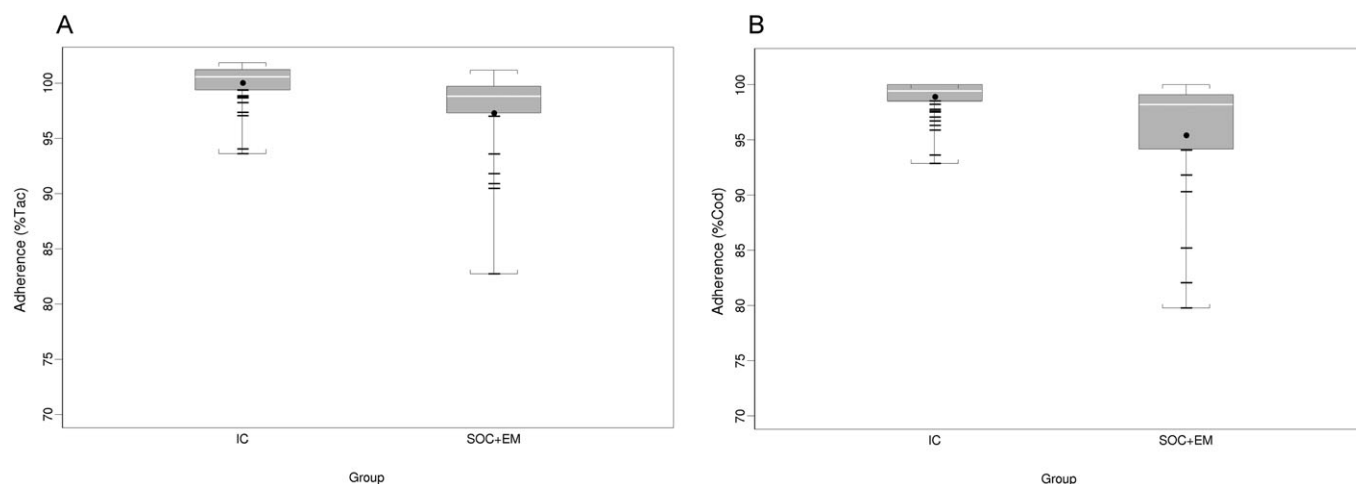 A
Adherence (%Tac)
100
95
90
85
80
75
70
IC
SOC+EM
Group
B
Adherence (%Cod)
100
95
90
85
80
75
70
IC
SOC+EM
Group